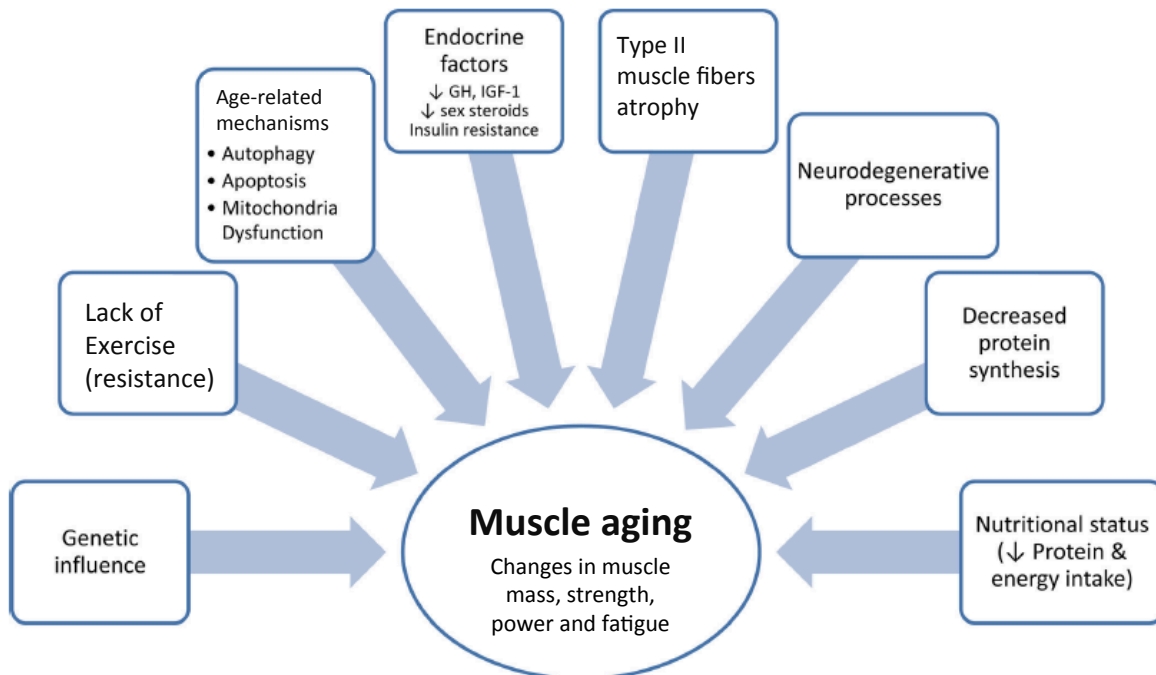 Genetic
influence
Lack of
Exercise
(resistance)
Age-related
mechanisms
• Autophagy
• Apoptosis
• Mitochondria
Dysfunction
Endocrine
factors
↓ GH, IGF-1
↓ sex steroids
Insulin resistance
Type II
muscle fibers
atrophy
Neurodegenerative
processes
Decreased
protein
synthesis
Nutritional status
(↓ Protein &
energy intake)
Muscle aging
Changes in muscle
mass, strength,
power and fatigue